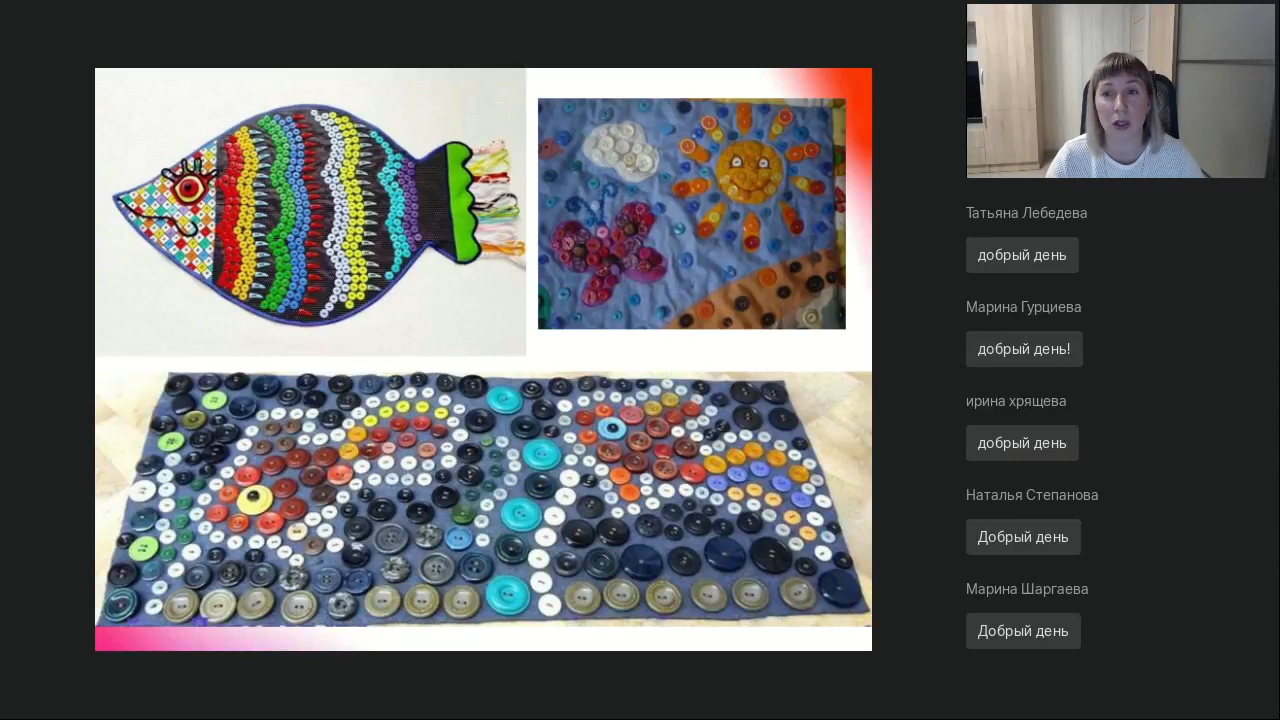 Татьяна Лебедева
добрый день
Марина Гурциева
добрый день!
ирина хрящева
добрый день
Наталья Степанова
Добрый день
Марина Шаргаева
Добрый день